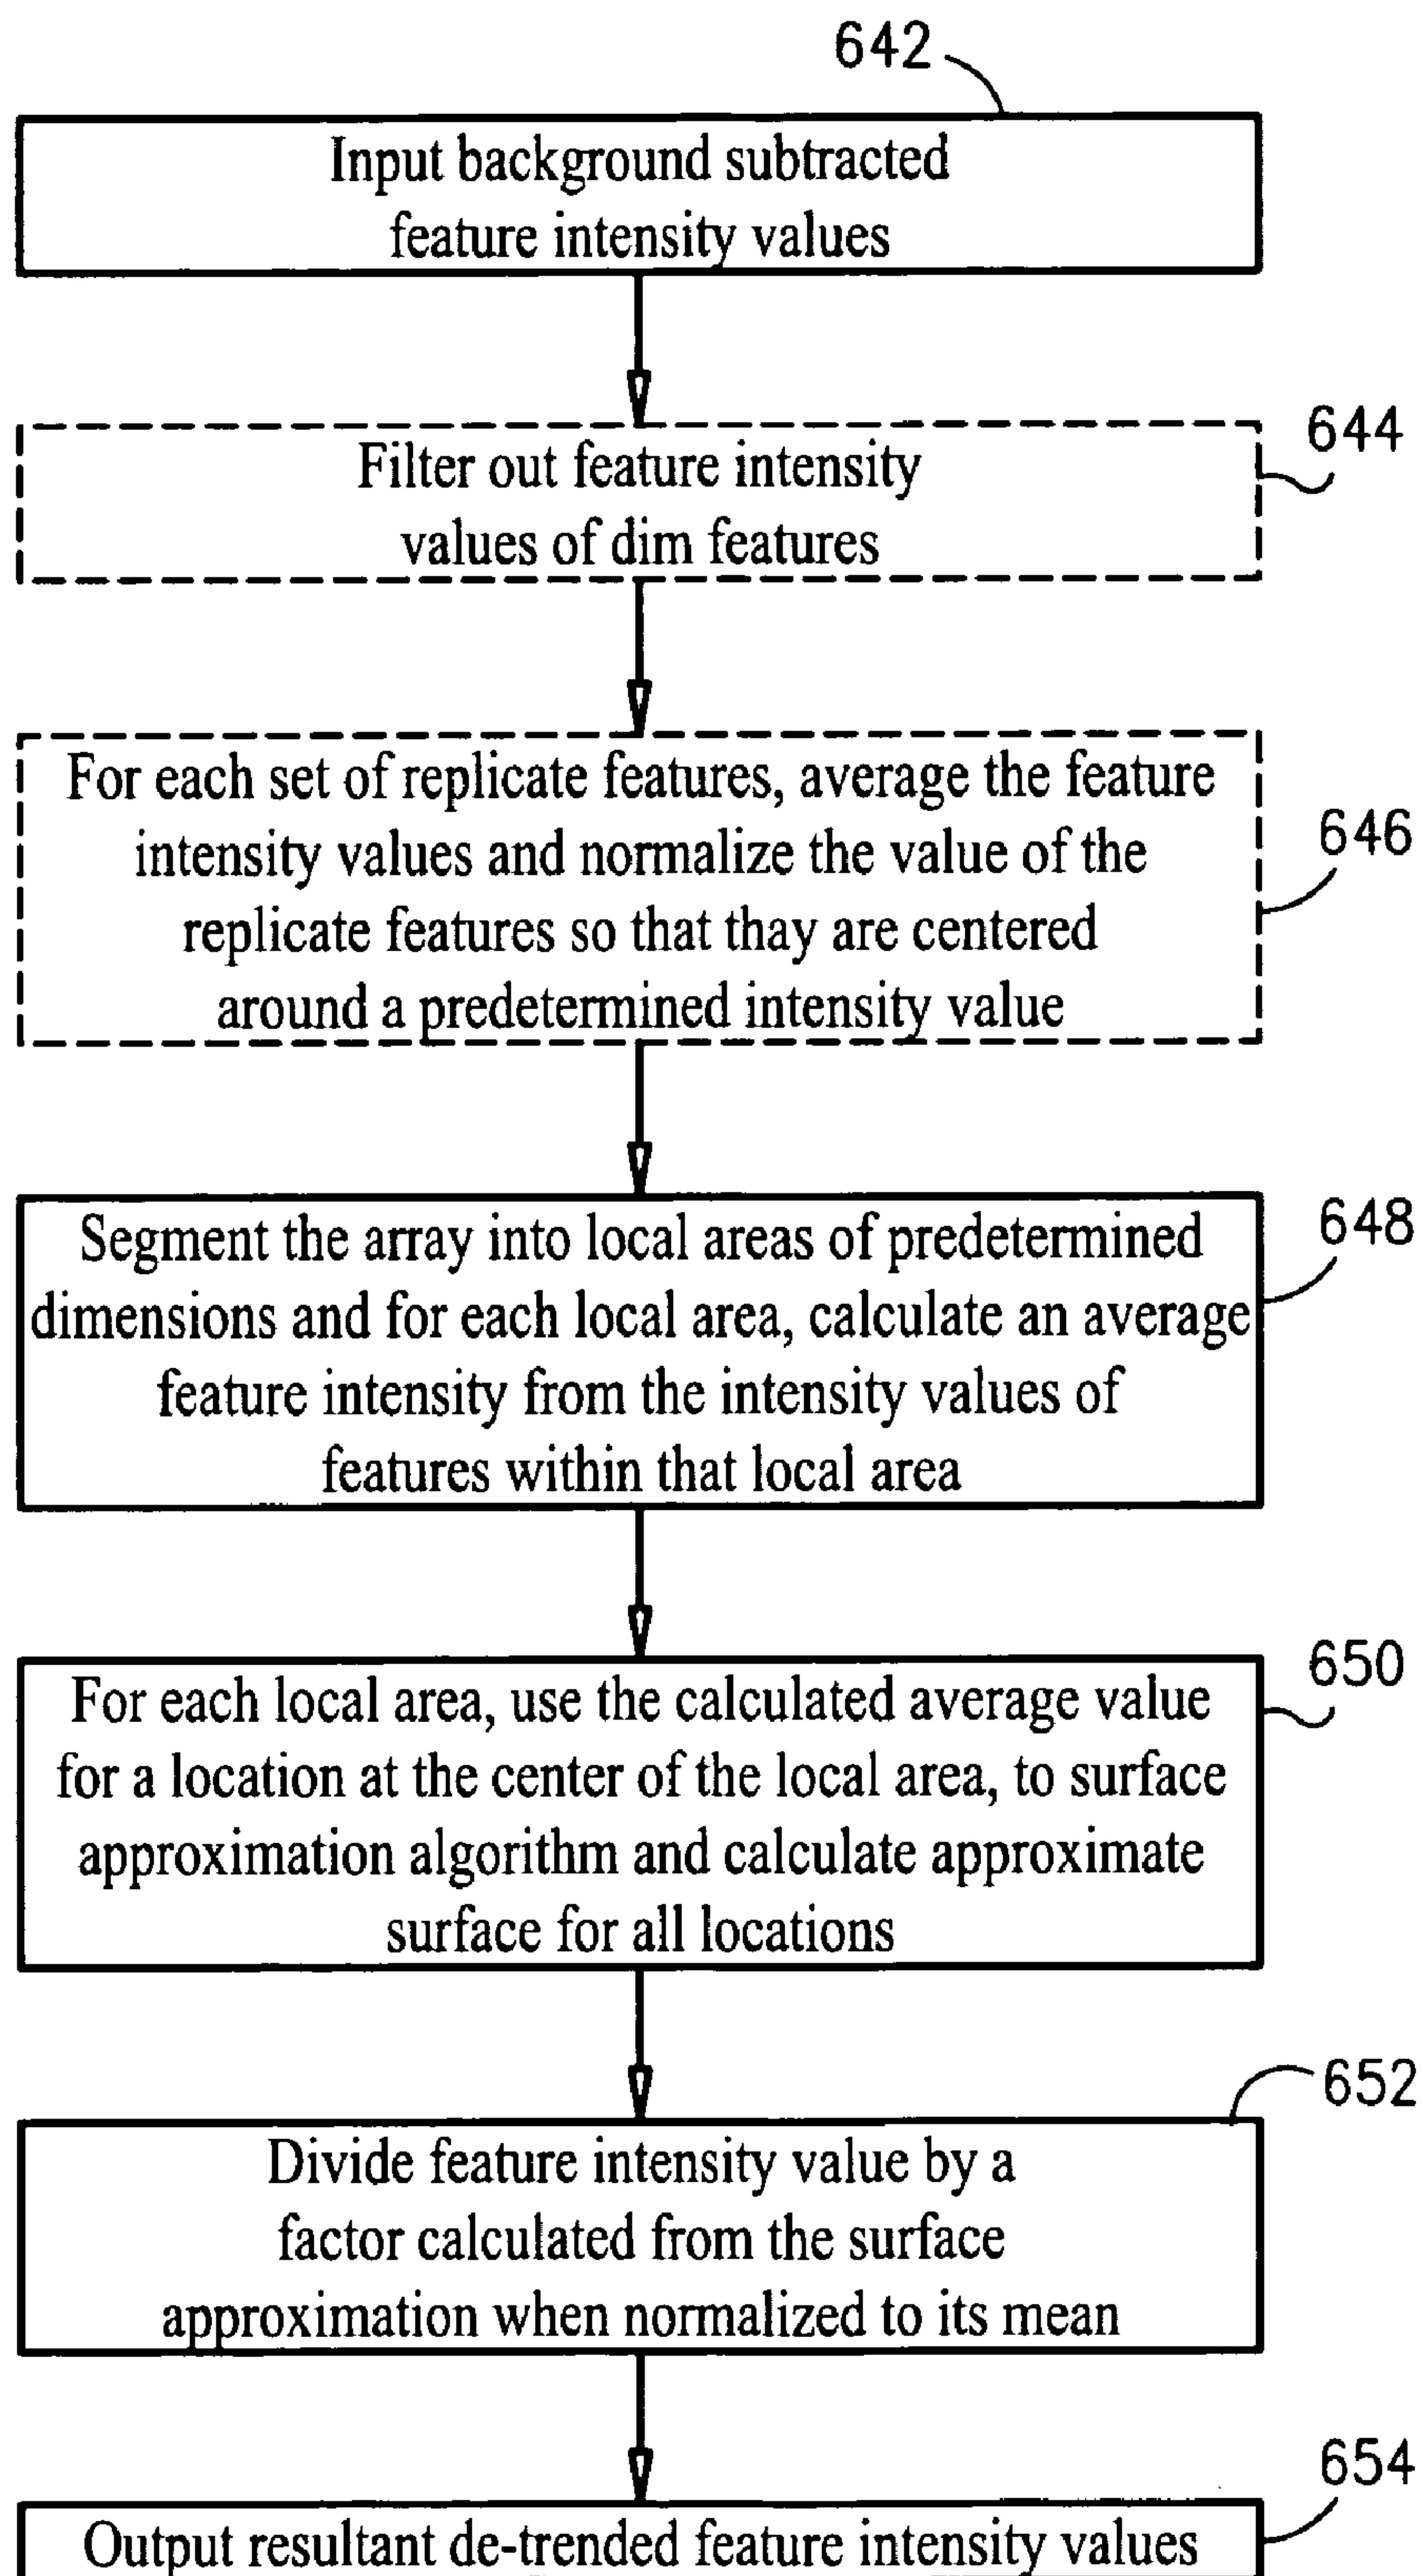 642
Input background subtracted
feature intensity values
644
Filter out feature intensity
values of dim features
646
For each set of replicate features, average the feature
intensity values and normalize the value of the
replicate features so that thay are centered
around a predetermined intensity value
648
Segment the array into local areas of predetermined
dimensions and for each local area, calculate an average
feature intensity from the intensity values of
features within that local area
650
For each local area, use the calculated average value
for a location at the center of the local area, to surface
approximation algorithm and calculate approximate
surface for all locations
652
Divide feature intensity value by a
factor calculated from the surface
approximation when normalized to its mean
654
Output resultant de-trended feature intensity values